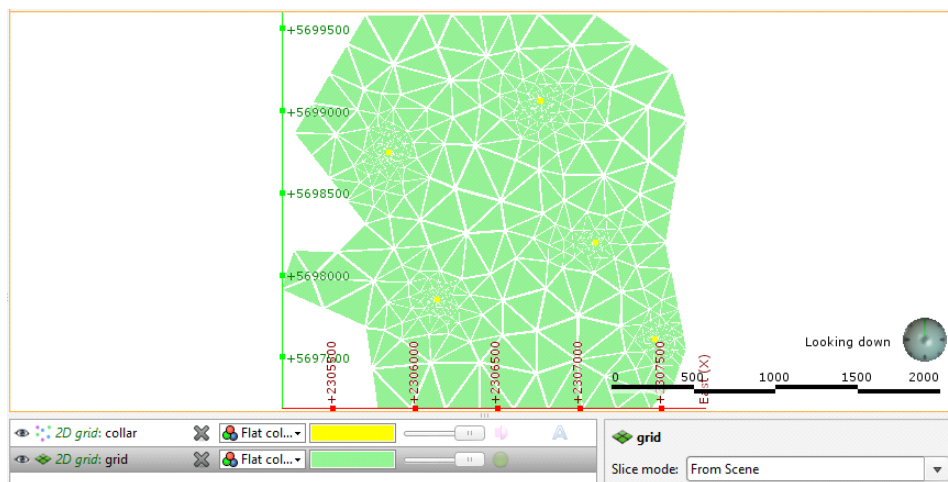 +5699500
+5699000
+5698500
+5698000
+5697500
+2305500
+2306000
+2306500
+2307000
+2307500
East (X)
Looking down
0
500
1000
1500
2000
2D grid: collar
Flat col...
2D grid: grid
Flat col...
grid
Slice mode:
From Scene